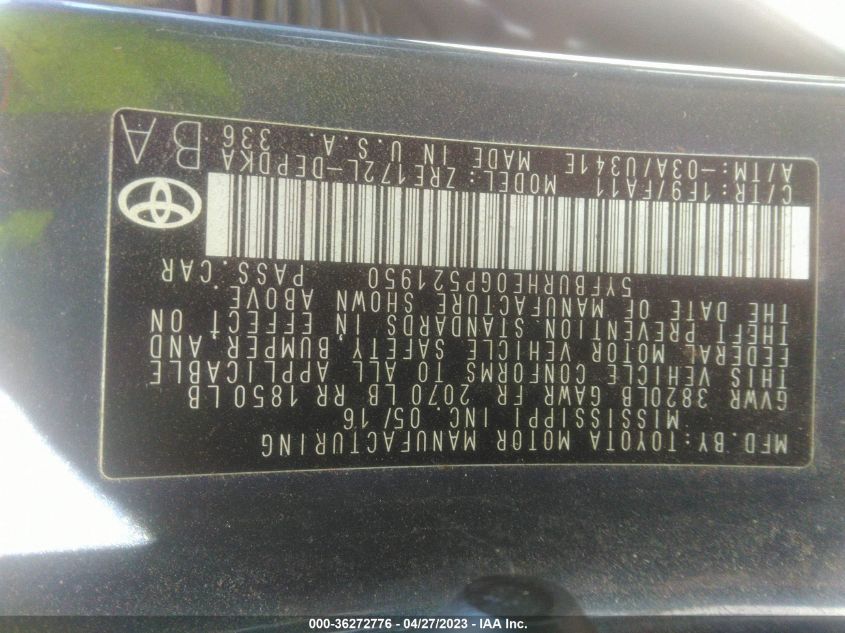 MFD. BY: TOYOTA MOTOR MANUFACTURING
MISSISSIPPI INC. 05/16
GVWR 3820LB GAWR FR 2070 LB RR 1850 LB
THIS VEHICLE CONFORMS TO ALL APPLICABLE
FEDERAL MOTOR VEHICLE SAFETY BUMPER AND
THEFT PREVENTION STANDARDS IN EFFECT ON
THE DATE OF MANUFACTURE SHOWN ABOVE
5YFBURHE0GP521950 PASS. CAR
C/TR: 1F9/FA11 MODEL: ZRE172L-DEPDKA
A/TM: -03A/U341E MADE IN U.S.A. 336
BA
000-36272776 - 04/27/2023 - IAA Inc.